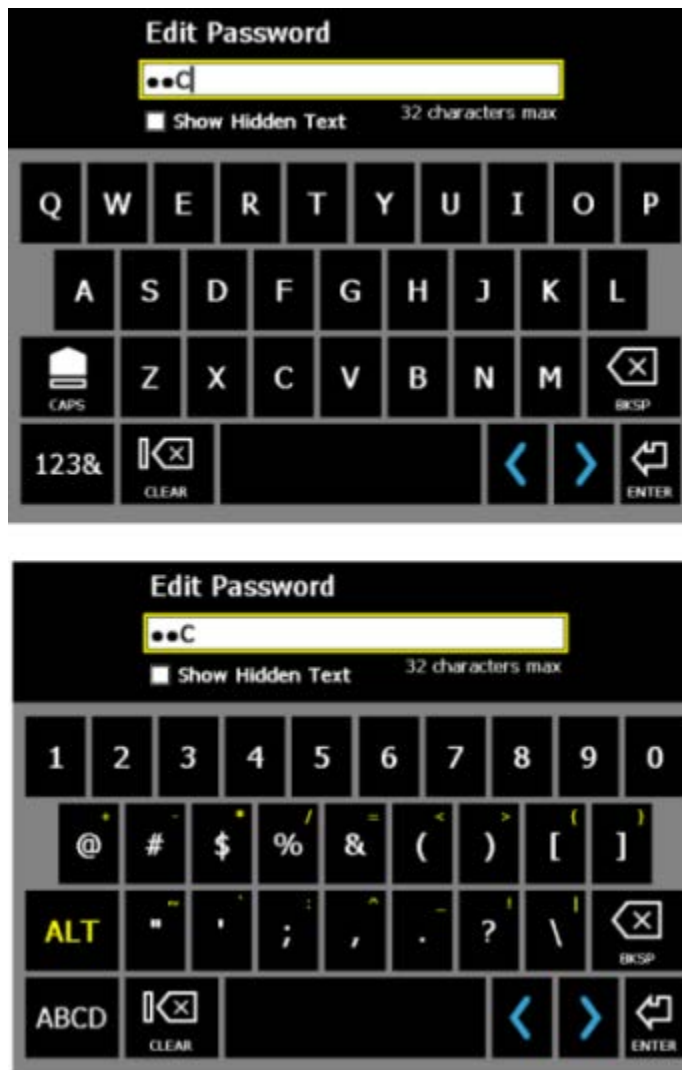 Edit Password
●●C
Show Hidden Text 32 characters max
Q W E R T Y U I O P
A S D F G H J K L
CAPS Z X C V B N M BKSP
123& CLEAR ENTER
Edit Password
●●C
Show Hidden Text 32 characters max
1 2 3 4 5 6 7 8 9 0
+ - * / = < > { }
@ # $ % & ( ) [ ]
~ ` : ^ _ ! |
ALT " ' ; , . ? \ BKSP
ABCD CLEAR ENTER